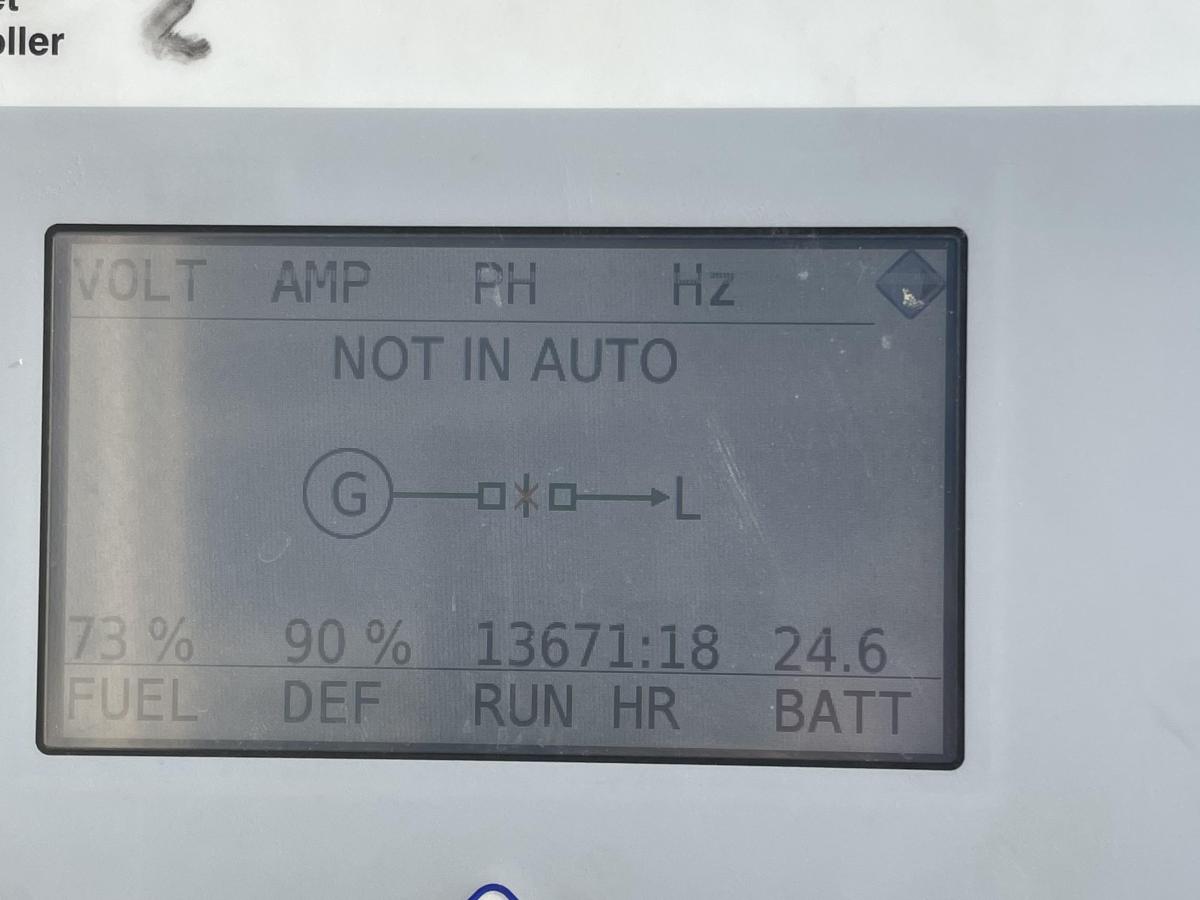 oller
2
VOLT AMP PH Hz
NOT IN AUTO
G L
73 % 90 % 13671:18 24.6
FUEL DEF RUN HR BATT